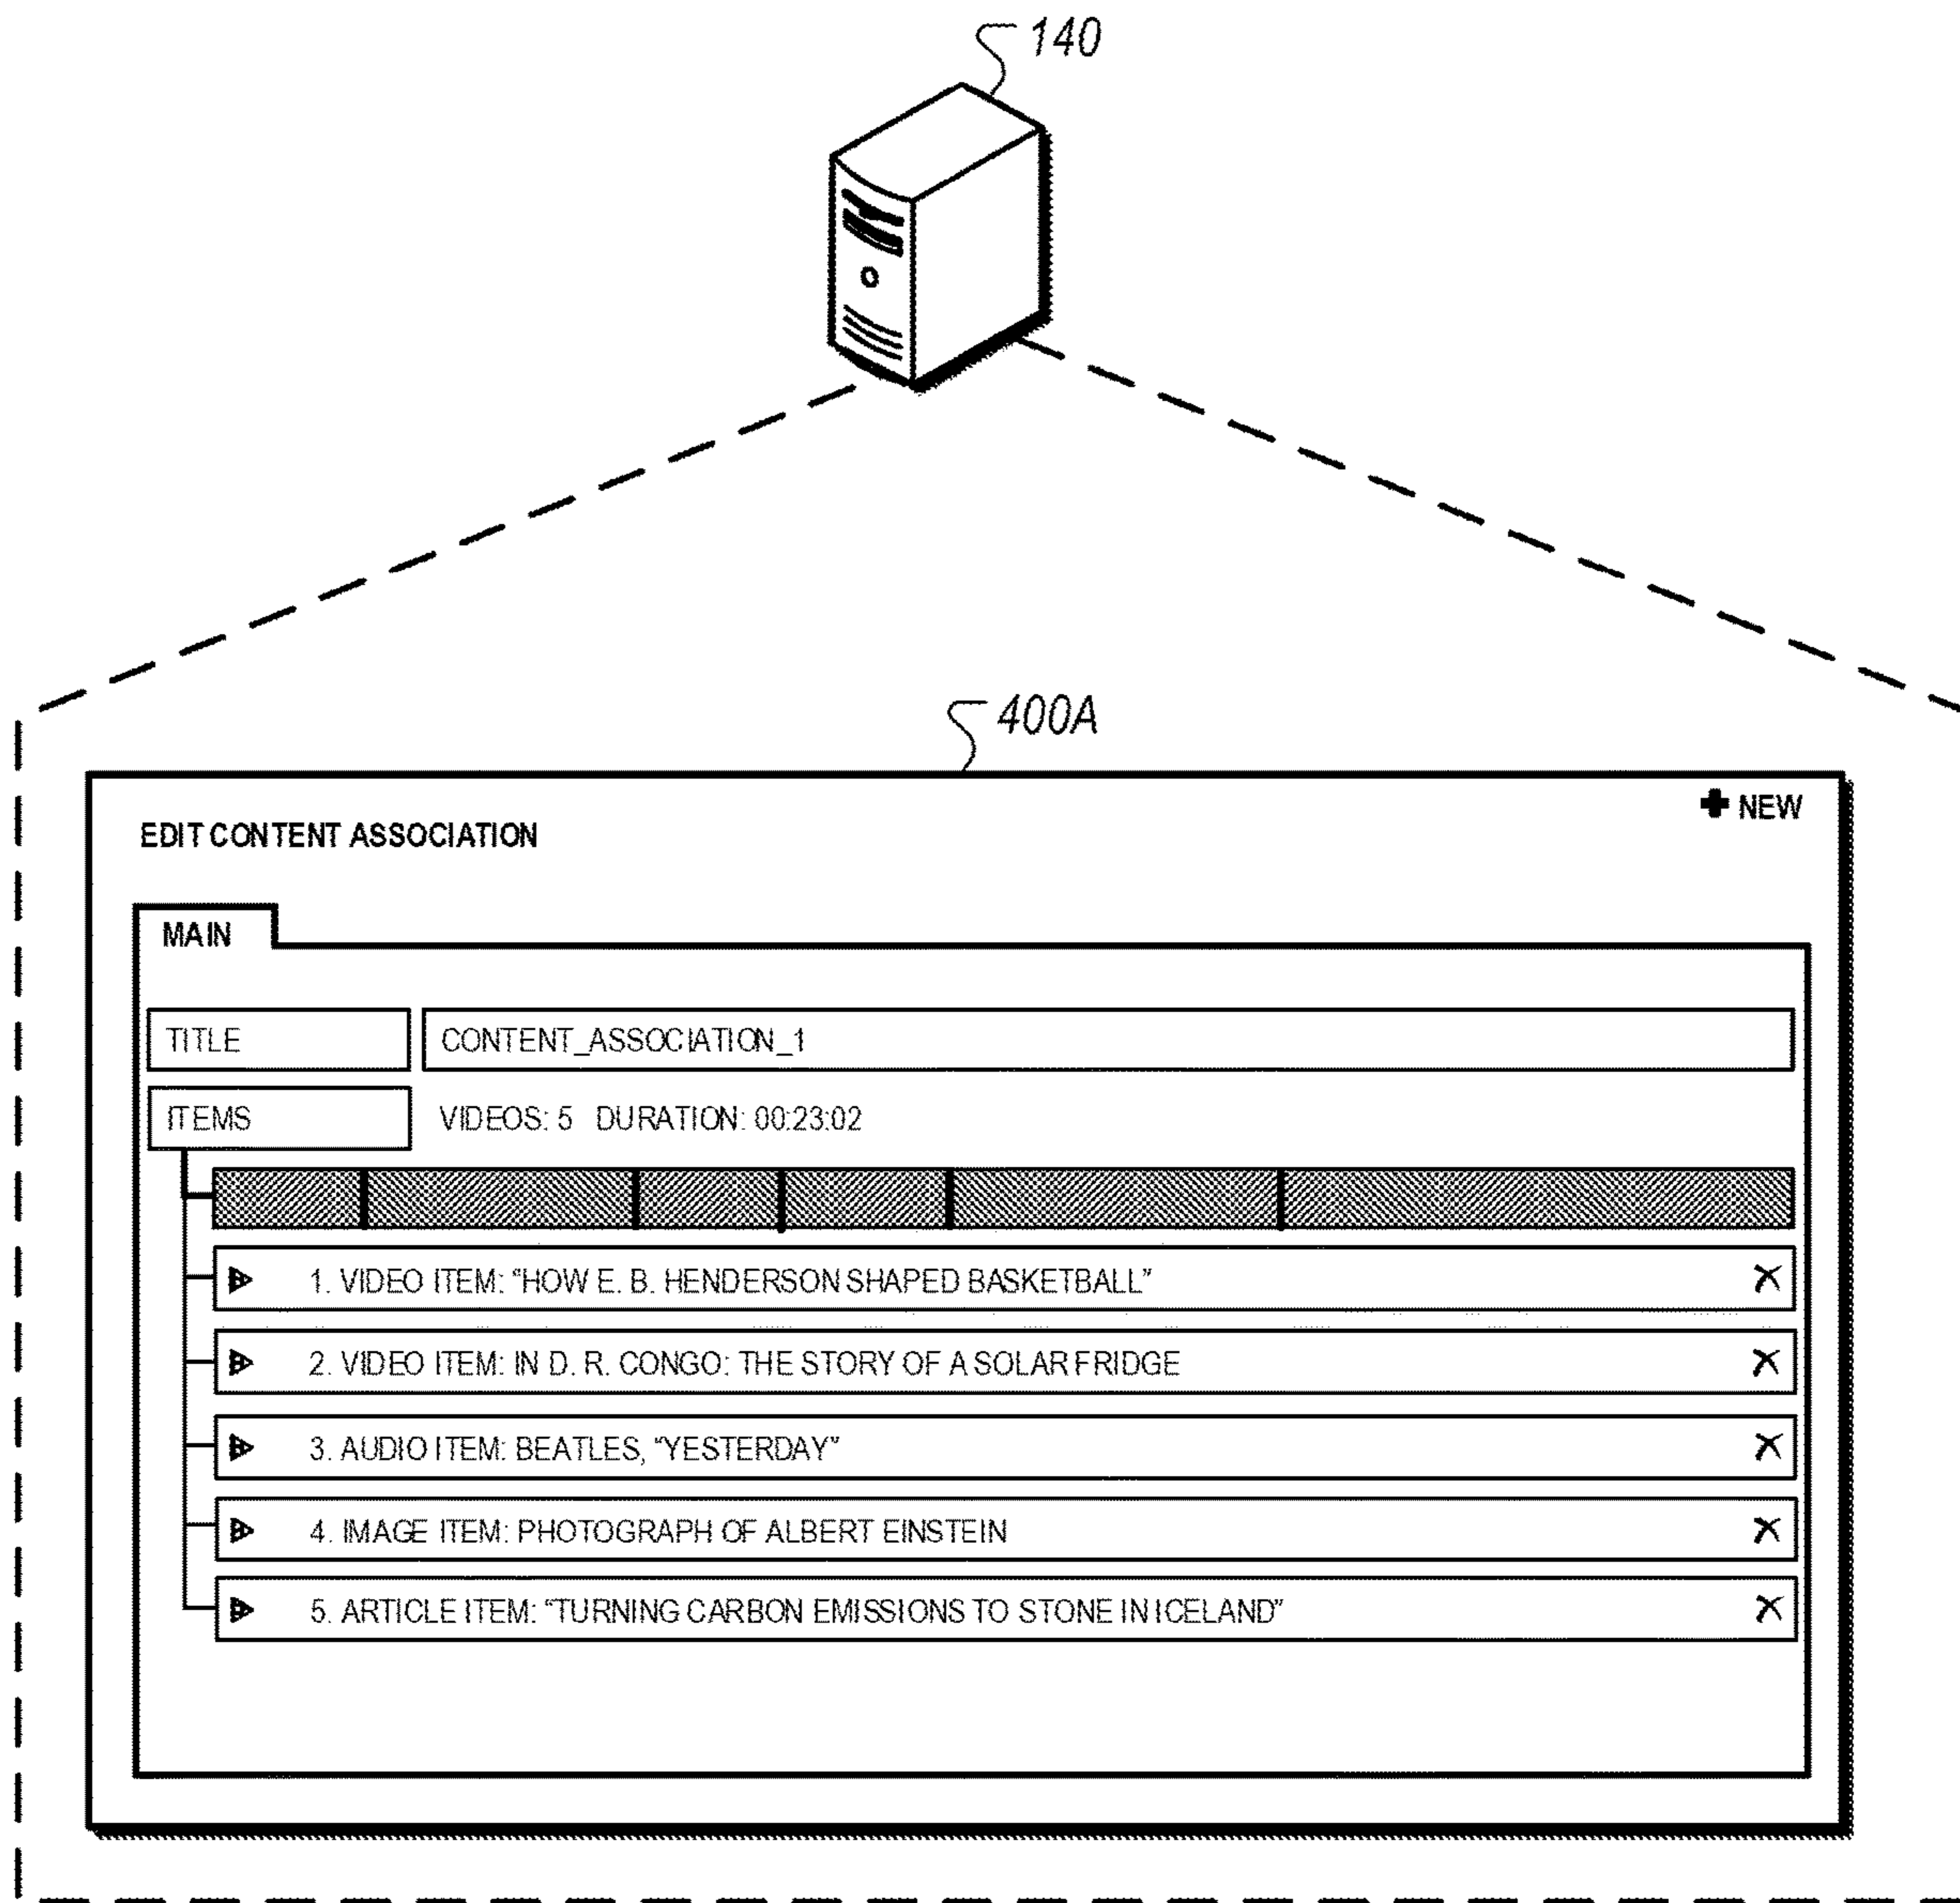 140
400A
✚ NEW
EDIT CONTENT ASSOCIATION
MAIN
TITLE CONTENT_ASSOCIATION_1
ITEMS VIDEOS: 5 DURATION: 00:23:02
1. VIDEO ITEM: "HOW E. B. HENDERSON SHAPED BASKETBALL"
2. VIDEO ITEM: IN D. R. CONGO: THE STORY OF A SOLAR FRIDGE
3. AUDIO ITEM: BEATLES, "YESTERDAY"
4. IMAGE ITEM: PHOTOGRAPH OF ALBERT EINSTEIN
5. ARTICLE ITEM: "TURNING CARBON EMISSIONS TO STONE IN ICELAND"